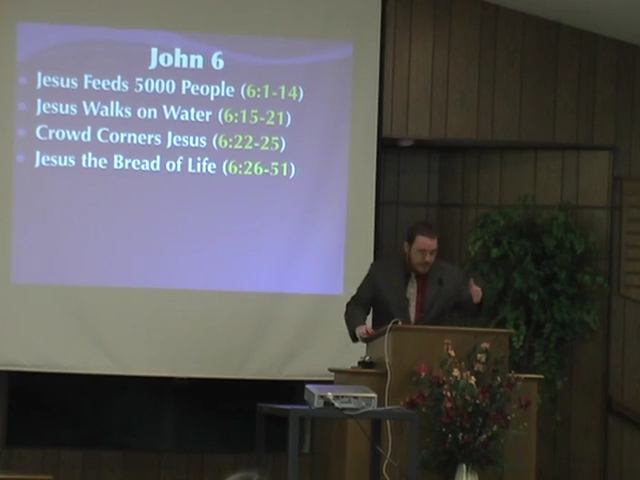 John 6
Jesus Feeds 5000 People (6:1-14)
Jesus Walks on Water (6:15-21)
Crowd Corners Jesus (6:22-25)
Jesus the Bread of Life (6:26-51)